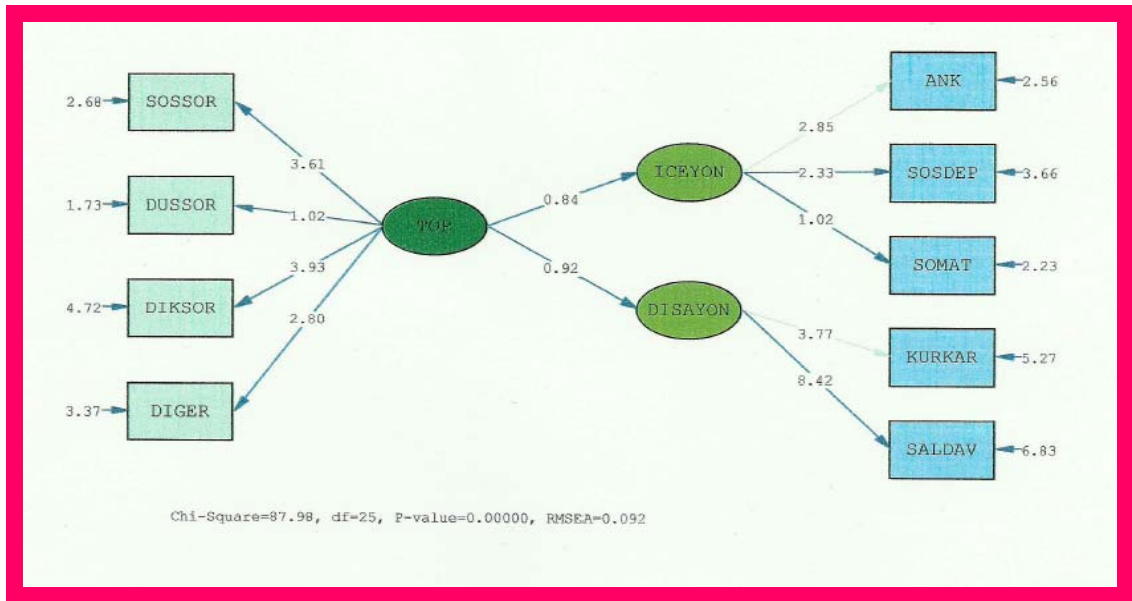 ANK
2.56
2.68
SOSSOR
2.85
3.61
ICEYON
2.33
SOSDEP
3.66
0.84
1.73
DUSSOR
1.02
TOP
1.02
3.93
0.92
SOMAT
2.23
4.72
DIKSOR
2.80
DISAYON
3.77
KURKAR
5.27
8.42
3.37
DIGER
SALDAV
6.83
Chi-Square=87.98, df=25, P-value=0.00000, RMSEA=0.092